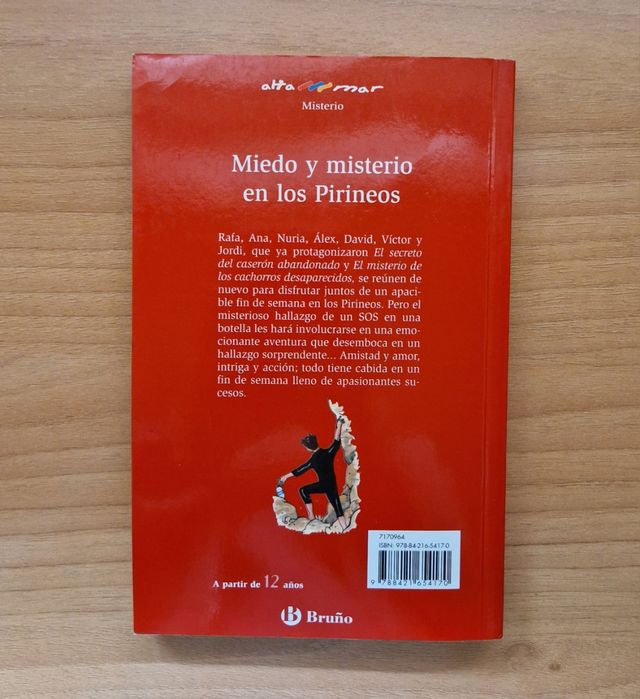 alta mar
Misterio
Miedo y misterio
en los Pirineos
Rafa, Ana, Nuria, Álex, David, Víctor y
Jordi, que ya protagonizaron El secreto
del caserón abandonado y El misterio de
los cachorros desaparecidos, se reúnen de
nuevo para disfrutar juntos de un apaci-
ble fin de semana en los Pirineos. Pero el
misterioso hallazgo de un SOS en una
botella les hará involucrarse en una emo-
cionante aventura que desemboca en un
hallazgo sorprendente... Amistad y amor,
intriga y acción; todo tiene cabida en un
fin de semana lleno de apasionantes su-
cesos.
7170964
ISBN: 978-84-216-5417-0
9 788421 654170
A partir de 12 años
B Bruño